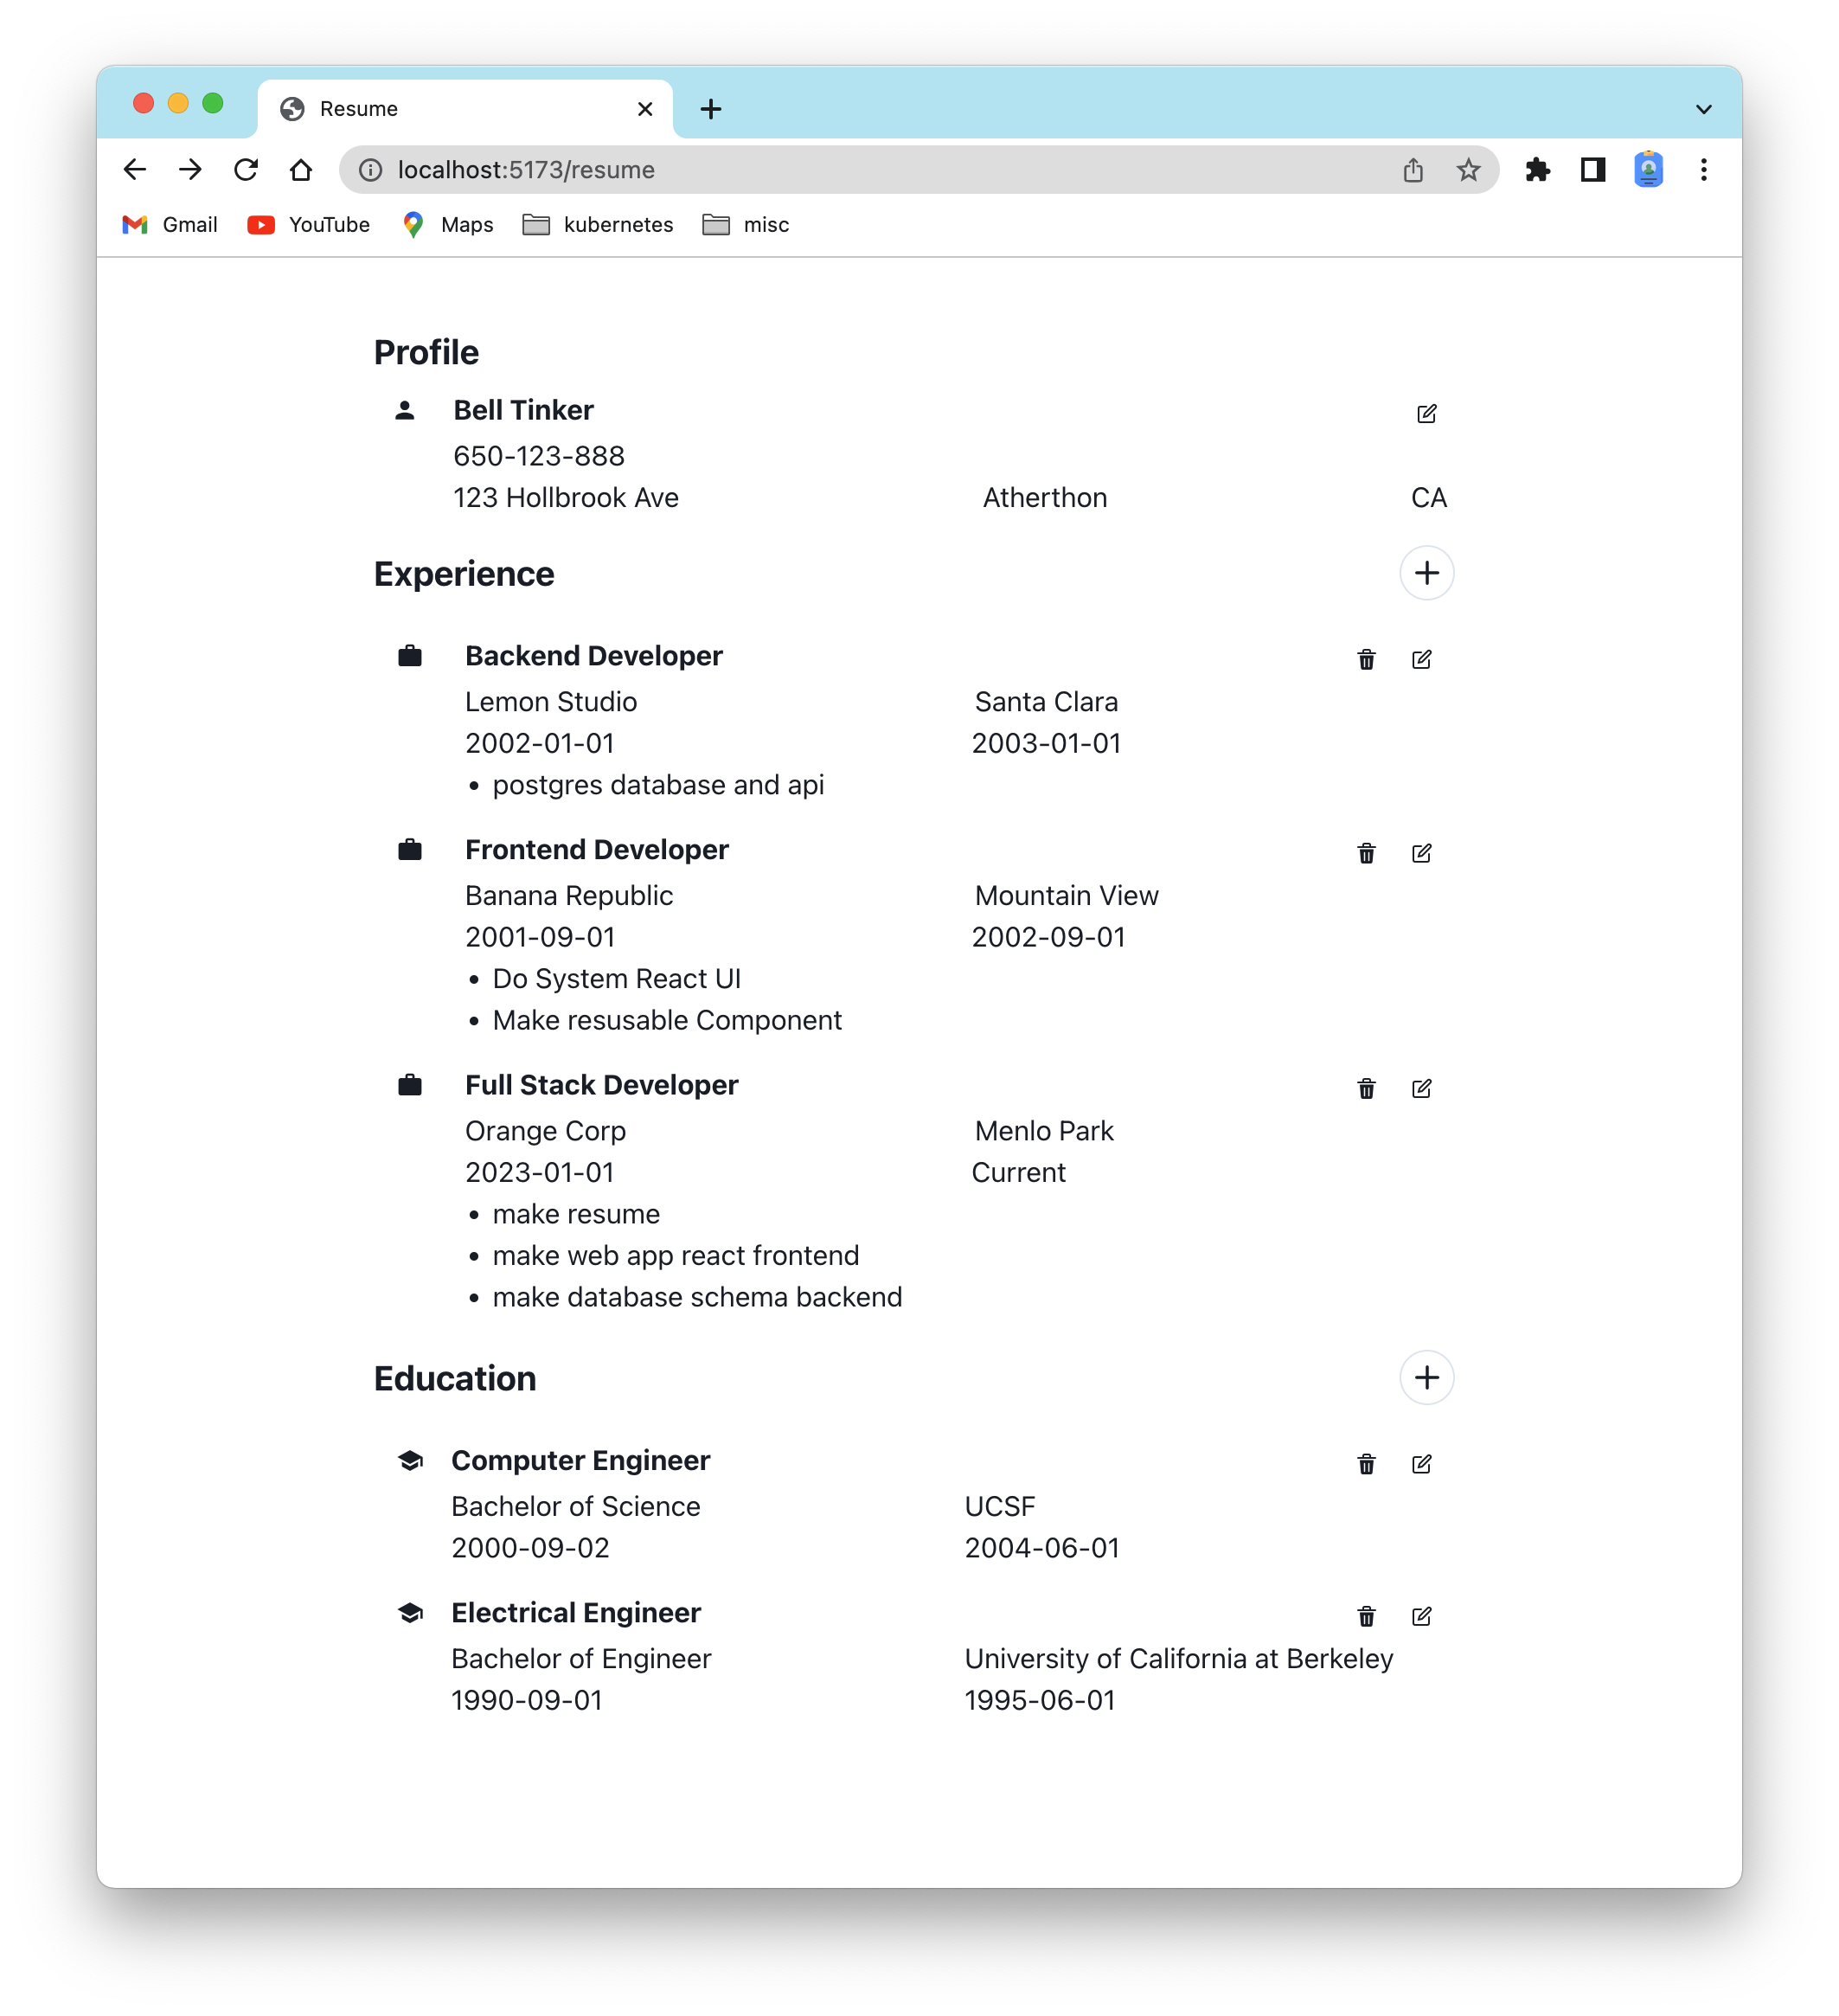 Resume
localhost:5173/resume
Gmail YouTube Maps kubernetes misc
Profile
Bell Tinker
650-123-888
123 Hollbrook Ave Atherthon CA
Experience
Backend Developer
Lemon Studio Santa Clara
2002-01-01 2003-01-01
• postgres database and api
Frontend Developer
Banana Republic Mountain View
2001-09-01 2002-09-01
• Do System React UI
• Make resusable Component
Full Stack Developer
Orange Corp Menlo Park
2023-01-01 Current
• make resume
• make web app react frontend
• make database schema backend
Education
Computer Engineer
Bachelor of Science UCSF
2000-09-02 2004-06-01
Electrical Engineer
Bachelor of Engineer University of California at Berkeley
1990-09-01 1995-06-01